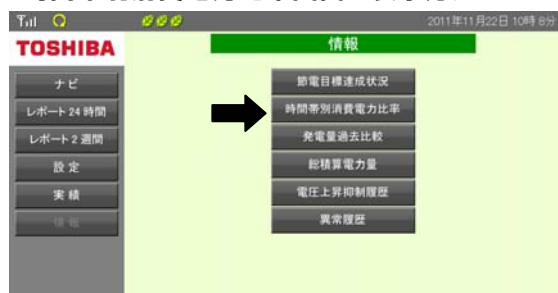 2011年11月22日 10時 8分
TOSHIBA
情報
ナビ
レポート24時間
レポート2週間
設定
実績
情報
節電目標達成状況
時間帯別消費電力比率
発電量過去比較
総積算電力量
電圧上昇抑制履歴
異常履歴